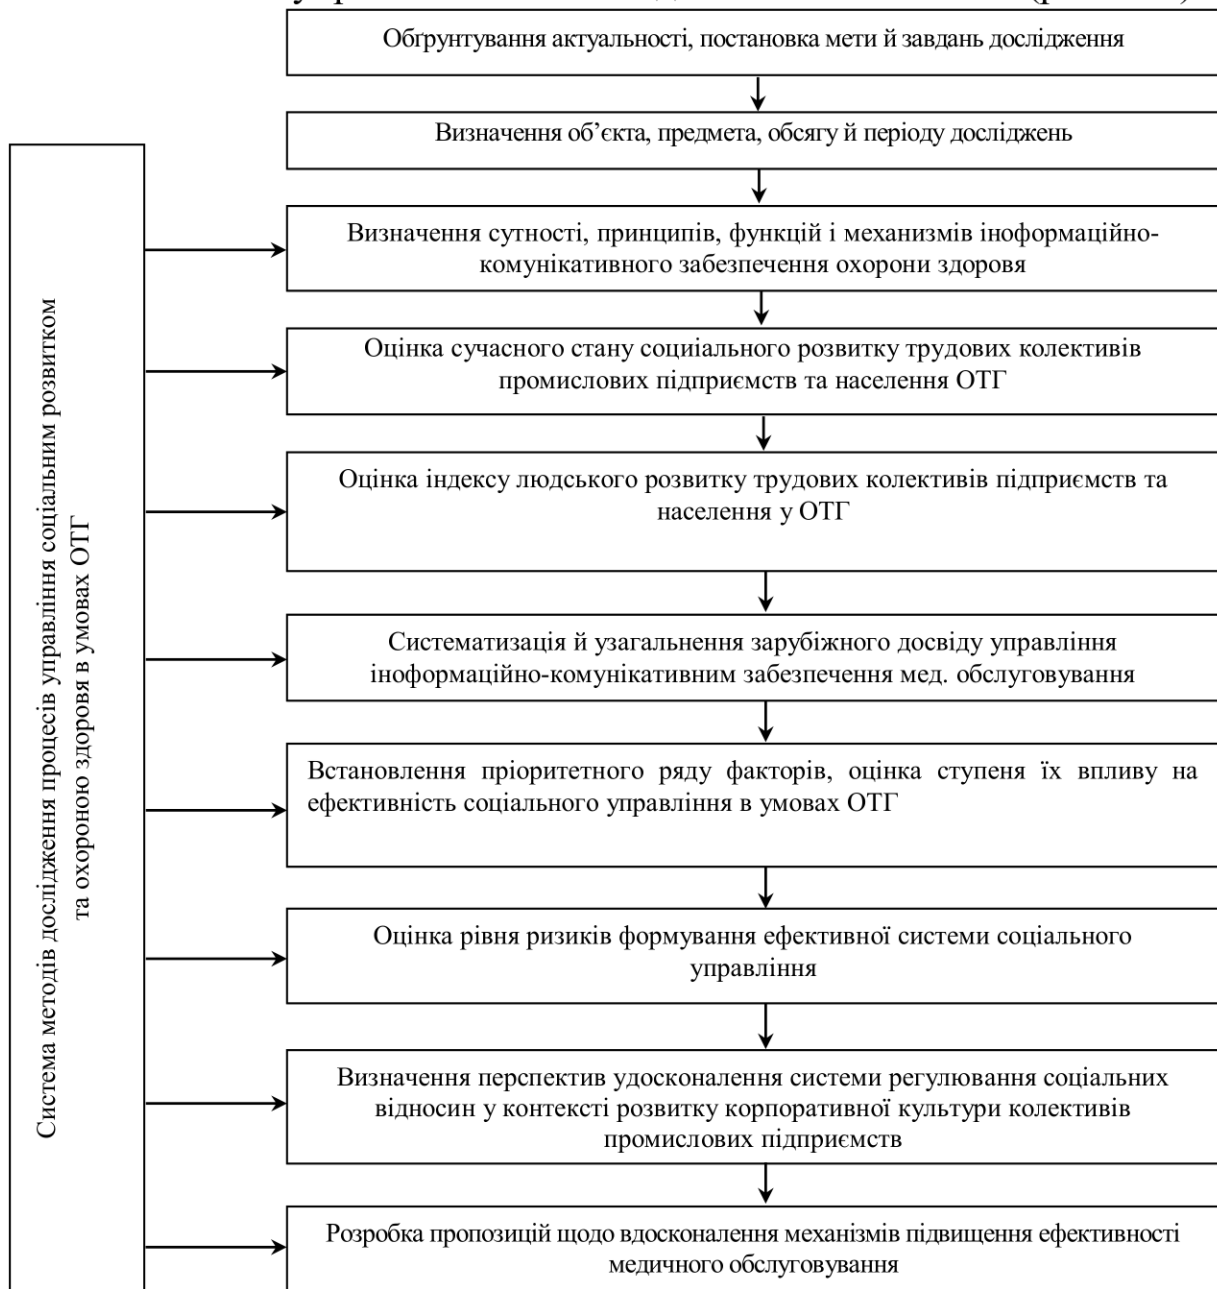 Обґрунтування актуальності, постановка мети й завдань дослідження
Визначення об’єкта, предмета, обсягу й періоду досліджень
Система методів дослідження процесів управління соціальним розвитком
та охороною здоровя в умовах ОТГ
Визначення сутності, принципів, функцій і механізмів іноформаційно-
комунікативного забезпечення охорони здоровя
Оцінка сучасного стану социіального розвитку трудових колективів
промислових підприємств та населення ОТГ
Оцінка індексу людського розвитку трудових колективів підприємств та
населення у ОТГ
Систематизація й узагальнення зарубіжного досвіду управління
іноформаційно-комунікативним забезпечення мед. обслуговування
Встановлення пріоритетного ряду факторів, оцінка ступеня їх впливу на
ефективність соціального управління в умовах ОТГ
Оцінка рівня ризиків формування ефективної системи соціального
управління
Визначення перспектив удосконалення системи регулювання соціальних
відносин у контексті розвитку корпоративної культури колективів
промислових підприємств
Розробка пропозицій щодо вдосконалення механізмів підвищення ефективності
медичного обслуговування